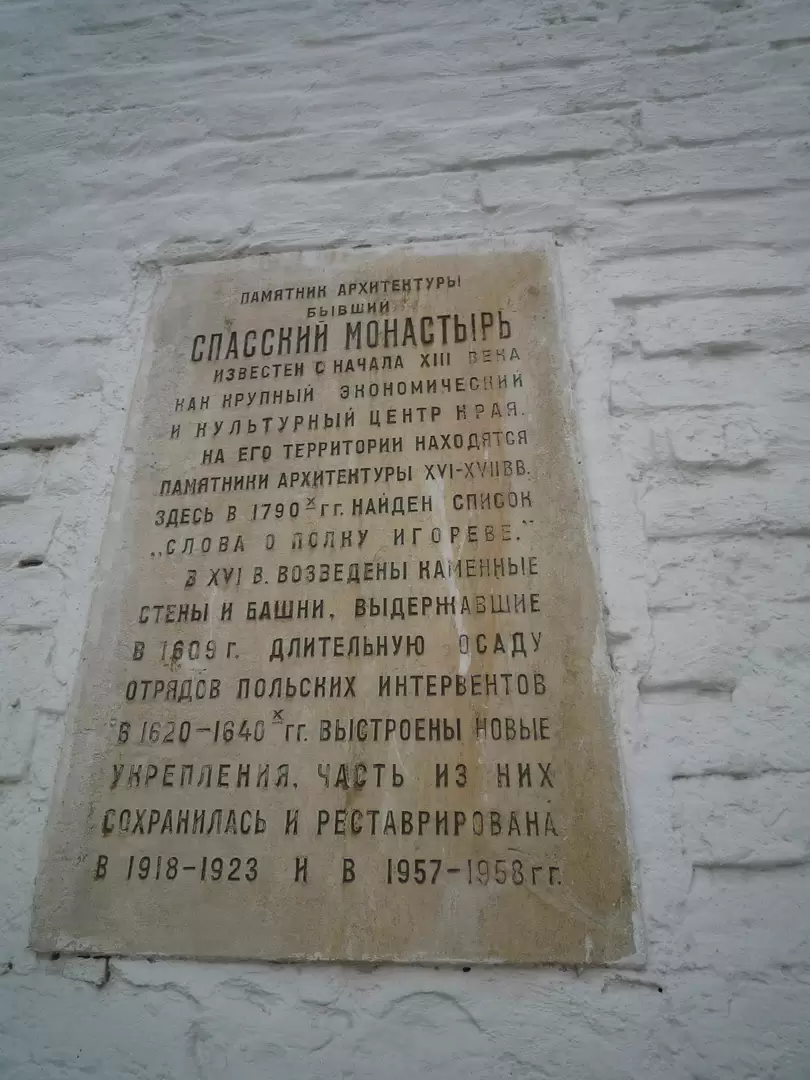 ПАМЯТНИК АРХИТЕКТУРЫ
БЫВШИЙ
СПАССКИЙ МОНАСТЫРЬ
ИЗВЕСТЕН С НАЧАЛА XIII ВЕКА
КАК КРУПНЫЙ ЭКОНОМИЧЕСКИЙ
И КУЛЬТУРНЫЙ ЦЕНТР КРАЯ.
НА ЕГО ТЕРРИТОРИИ НАХОДЯТСЯ
ПАМЯТНИКИ АРХИТЕКТУРЫ XVI-XVIIВВ.
ЗДЕСЬ В 1790х ГГ. НАЙДЕН СПИСОК
„СЛОВА О ПОЛКУ ИГОРЕВЕ."
В XVI В. ВОЗВЕДЕНЫ КАМЕННЫЕ
СТЕНЫ И БАШНИ, ВЫДЕРЖАВШИЕ
В 1609 Г. ДЛИТЕЛЬНУЮ ОСАДУ
ОТРЯДОВ ПОЛЬСКИХ ИНТЕРВЕНТОВ
В 1620-1640х ГГ. ВЫСТРОЕНЫ НОВЫЕ
УКРЕПЛЕНИЯ. ЧАСТЬ ИЗ НИХ
СОХРАНИЛАСЬ И РЕСТАВРИРОВАНА
В 1918-1923 И В 1957-1958 ГГ.